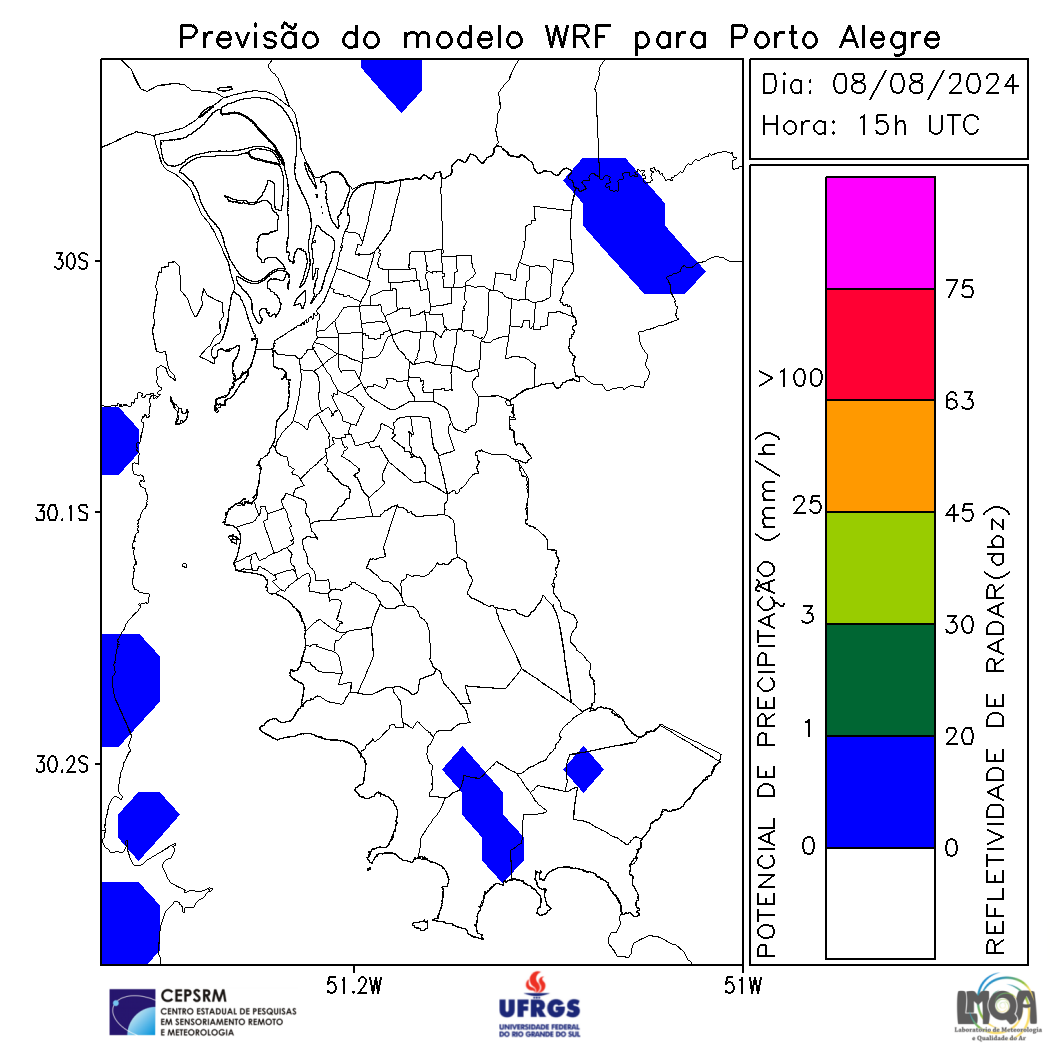 Previsão do modelo WRF para Porto Alegre
Dia: 08/08/2024
Hora: 15h UTC
30S
30.1S
30.2S
51.2W
51W
POTENCIAL DE PRECIPITAÇÃO (mm/h)
>100
25
3
1
0
75
63
45
30
20
0
REFLETIVIDADE DE RADAR(dbz)
CEPSRM
CENTRO ESTADUAL DE PESQUISAS
EM SENSORIAMENTO REMOTO
E METEOROLOGIA
UFRGS
UNIVERSIDADE FEDERAL
DO RIO GRANDE DO SUL
LMQA
Laboratório de Meteorologia
e Qualidade do Ar